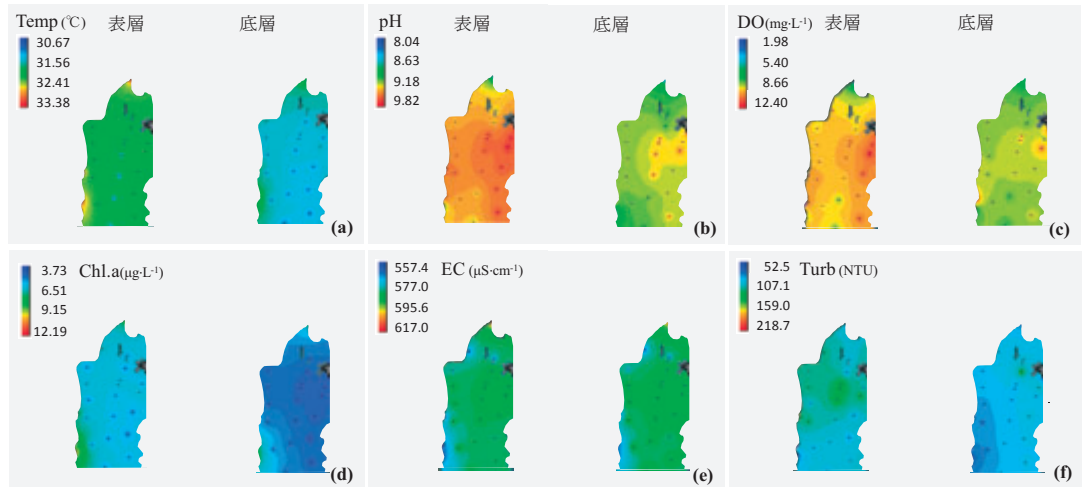 Temp (℃) 表層 底層
30.67
31.56
32.41
33.38
(a)
pH 表層 底層
8.04
8.63
9.18
9.82
(b)
DO(mg·L⁻¹) 表層 底層
1.98
5.40
8.66
12.40
(c)
Chl.a(μg·L⁻¹)
3.73
6.51
9.15
12.19
(d)
EC (μS·cm⁻¹)
557.4
577.0
595.6
617.0
(e)
Turb (NTU)
52.5
107.1
159.0
218.7
(f)